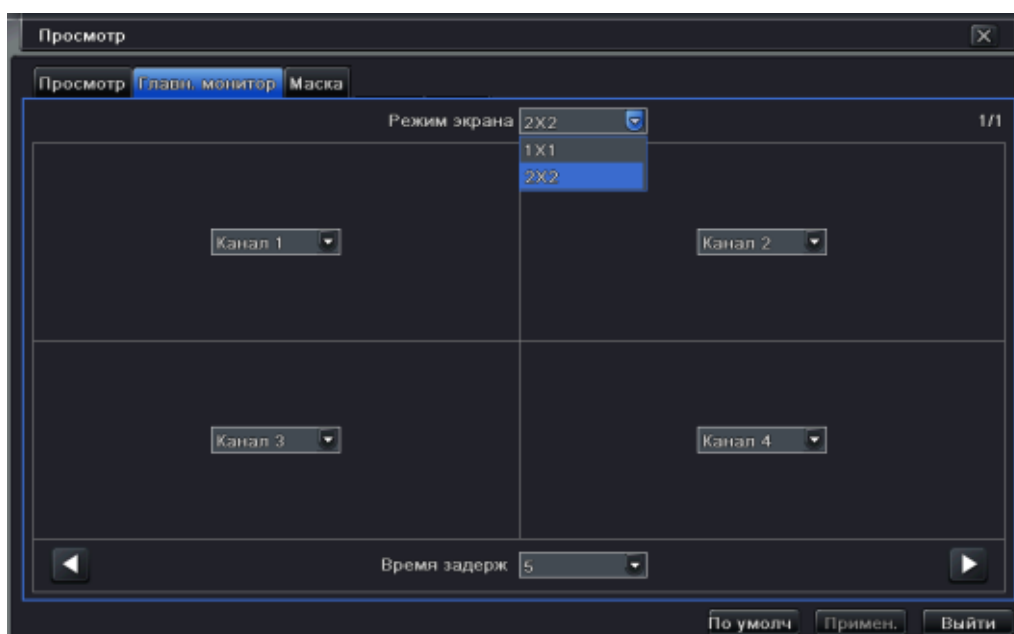 Просмотр
Просмотр Главн. монитор Маска
Режим экрана 2X2 1/1
1X1
2X2
Канал 1 Канал 2
Канал 3 Канал 4
Время задерж 5
По умолч Примен. Выйти